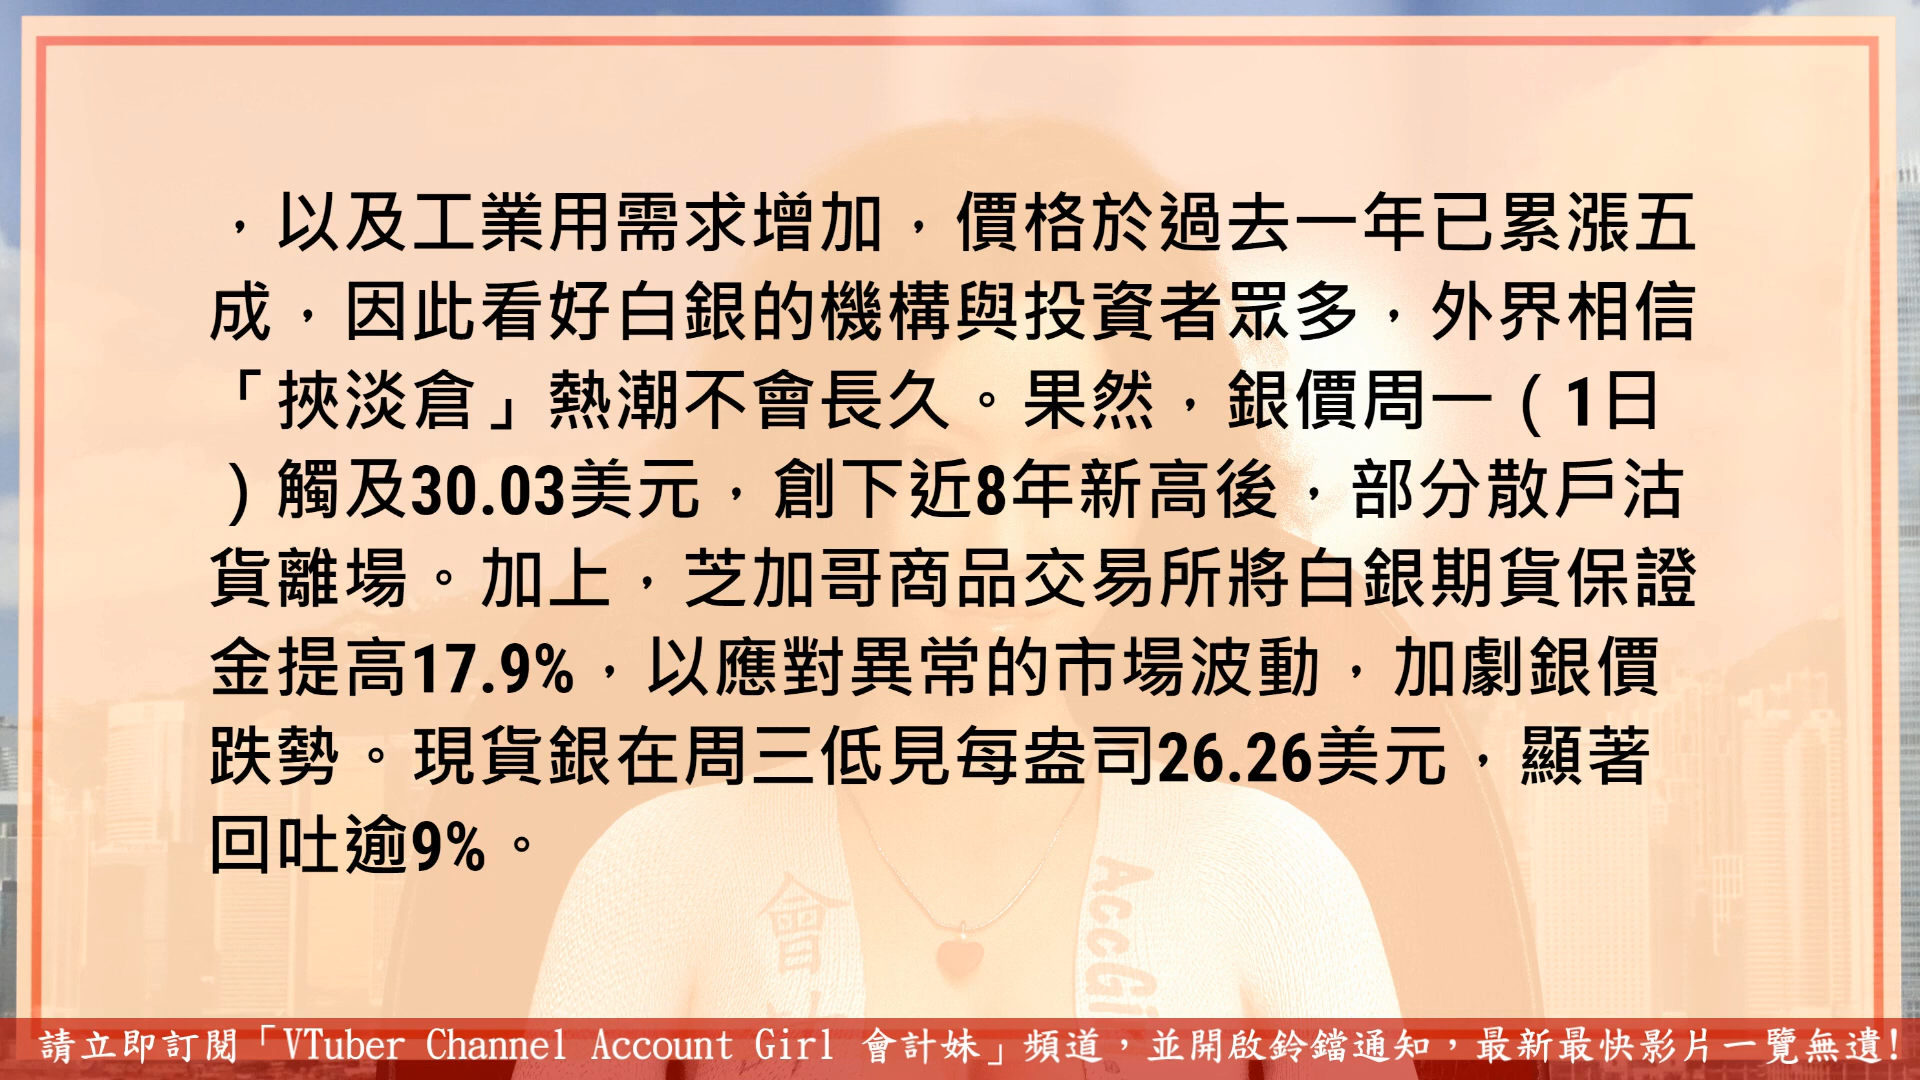 ，以及工業用需求增加，價格於過去一年已累漲五
成，因此看好白銀的機構與投資者眾多，外界相信
「挾淡倉」熱潮不會長久。果然，銀價周一（1日
）觸及30.03美元，創下近8年新高後，部分散戶沽
貨離場。加上，芝加哥商品交易所將白銀期貨保證
金提高17.9%，以應對異常的市場波動，加劇銀價
跌勢。現貨銀在周三低見每盎司26.26美元，顯著
回吐逾9%。
會計
AccGi
請立即訂閱「VTuber Channel Account Girl 會計妹」頻道，並開啟鈴鐺通知，最新最快影片一覽無遺!